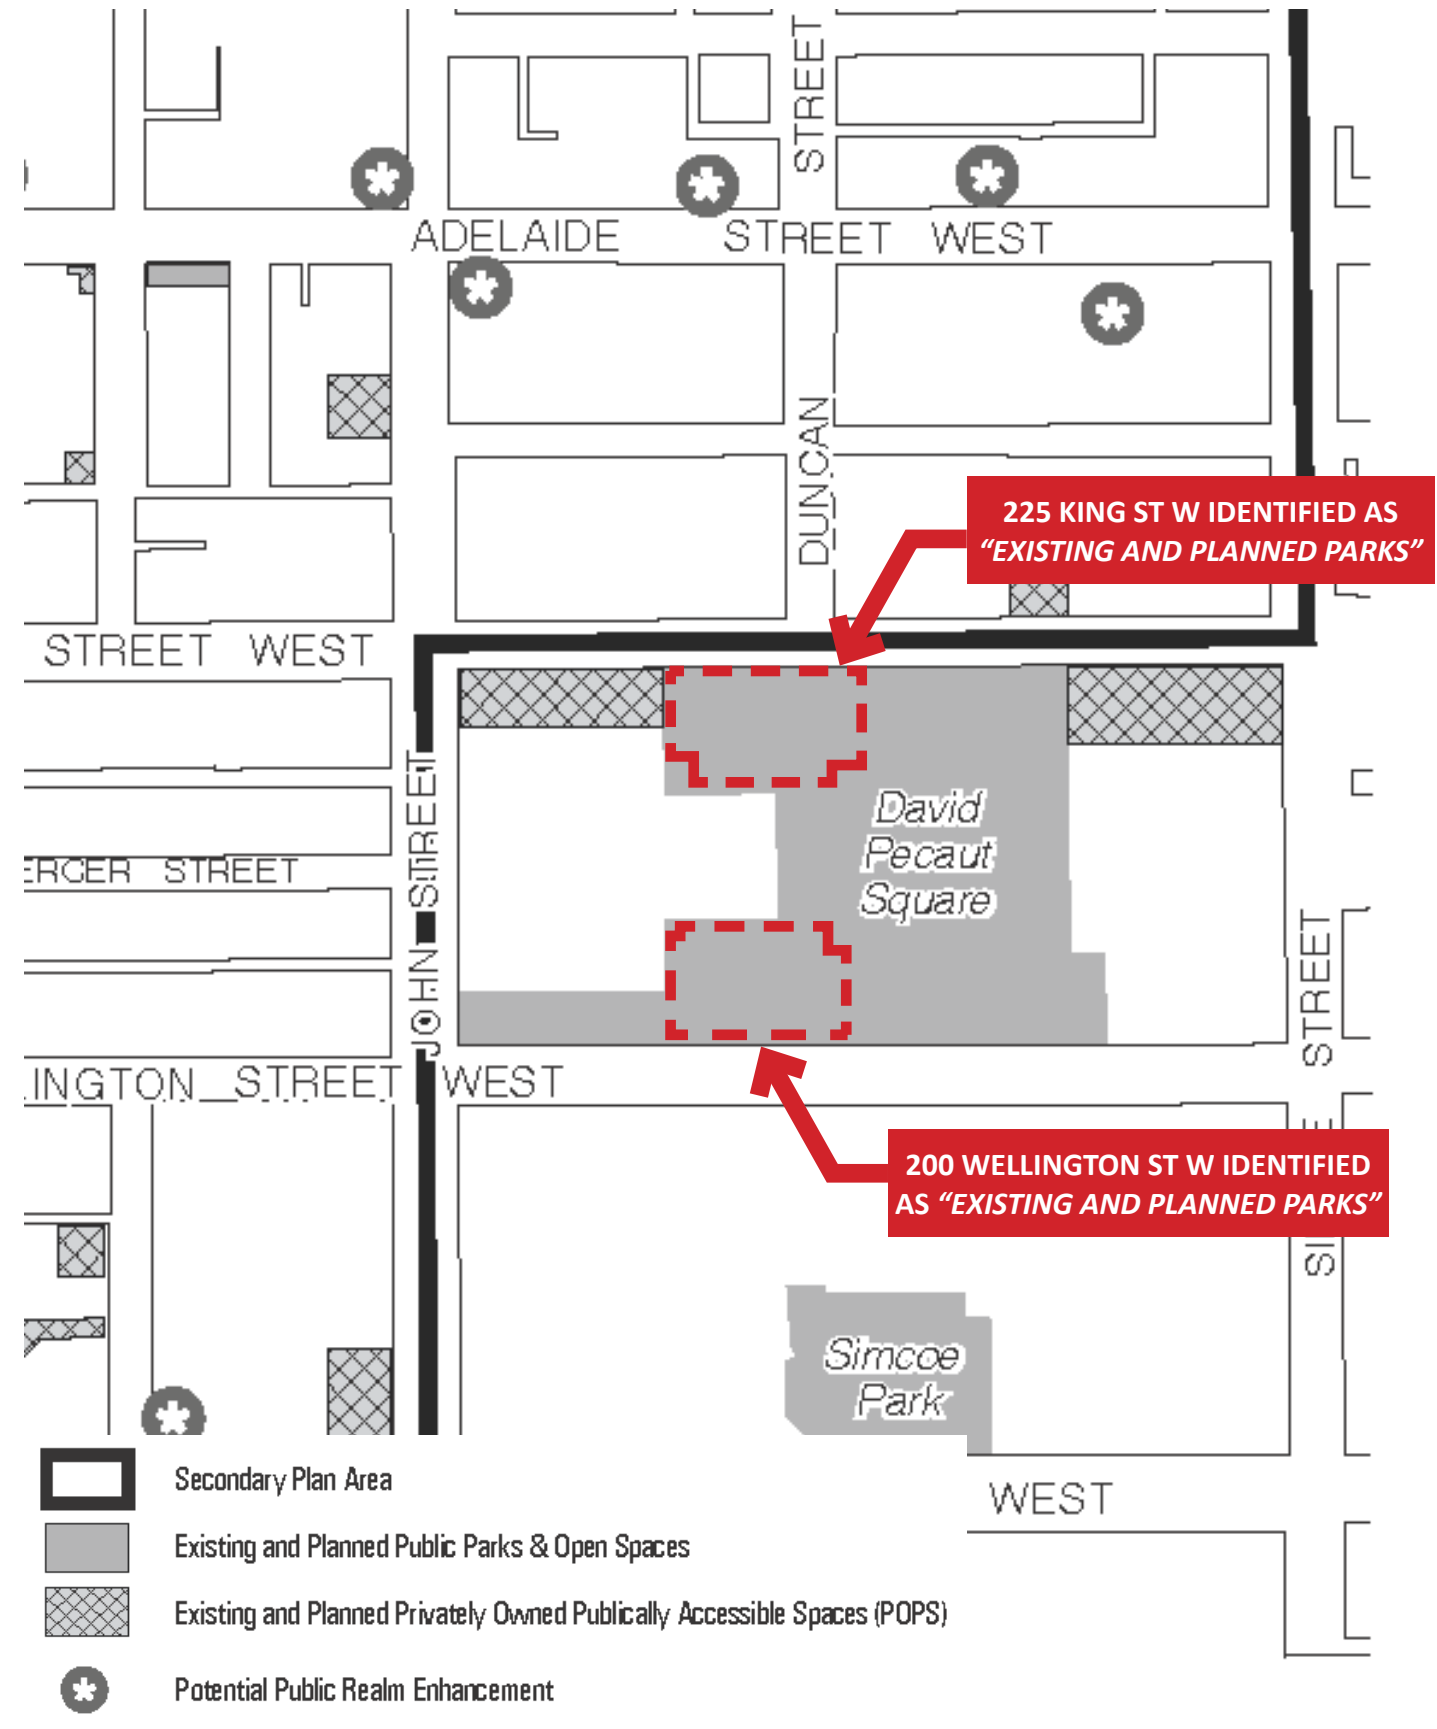 STREET
ADELAIDE STREET WEST
DUNCAN
225 KING ST W IDENTIFIED AS
“EXISTING AND PLANNED PARKS”
STREET WEST
JOHN STREET
David
Pecaut
Square
ERCER STREET
STREET
INGTON STREET WEST
200 WELLINGTON ST W IDENTIFIED
AS “EXISTING AND PLANNED PARKS”
Simcoe
Park
WEST
Secondary Plan Area
Existing and Planned Public Parks & Open Spaces
Existing and Planned Privately Owned Publically Accessible Spaces (POPS)
Potential Public Realm Enhancement